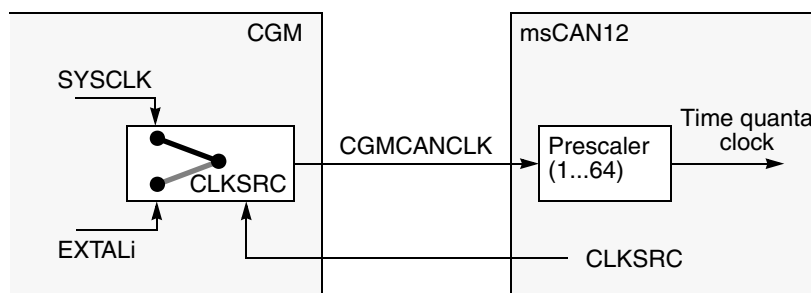 CGM
msCAN12
SYSCLK
CGMCANCLK
Prescaler
(1...64)
Time quanta
clock
CLKSRC
EXTALi
CLKSRC